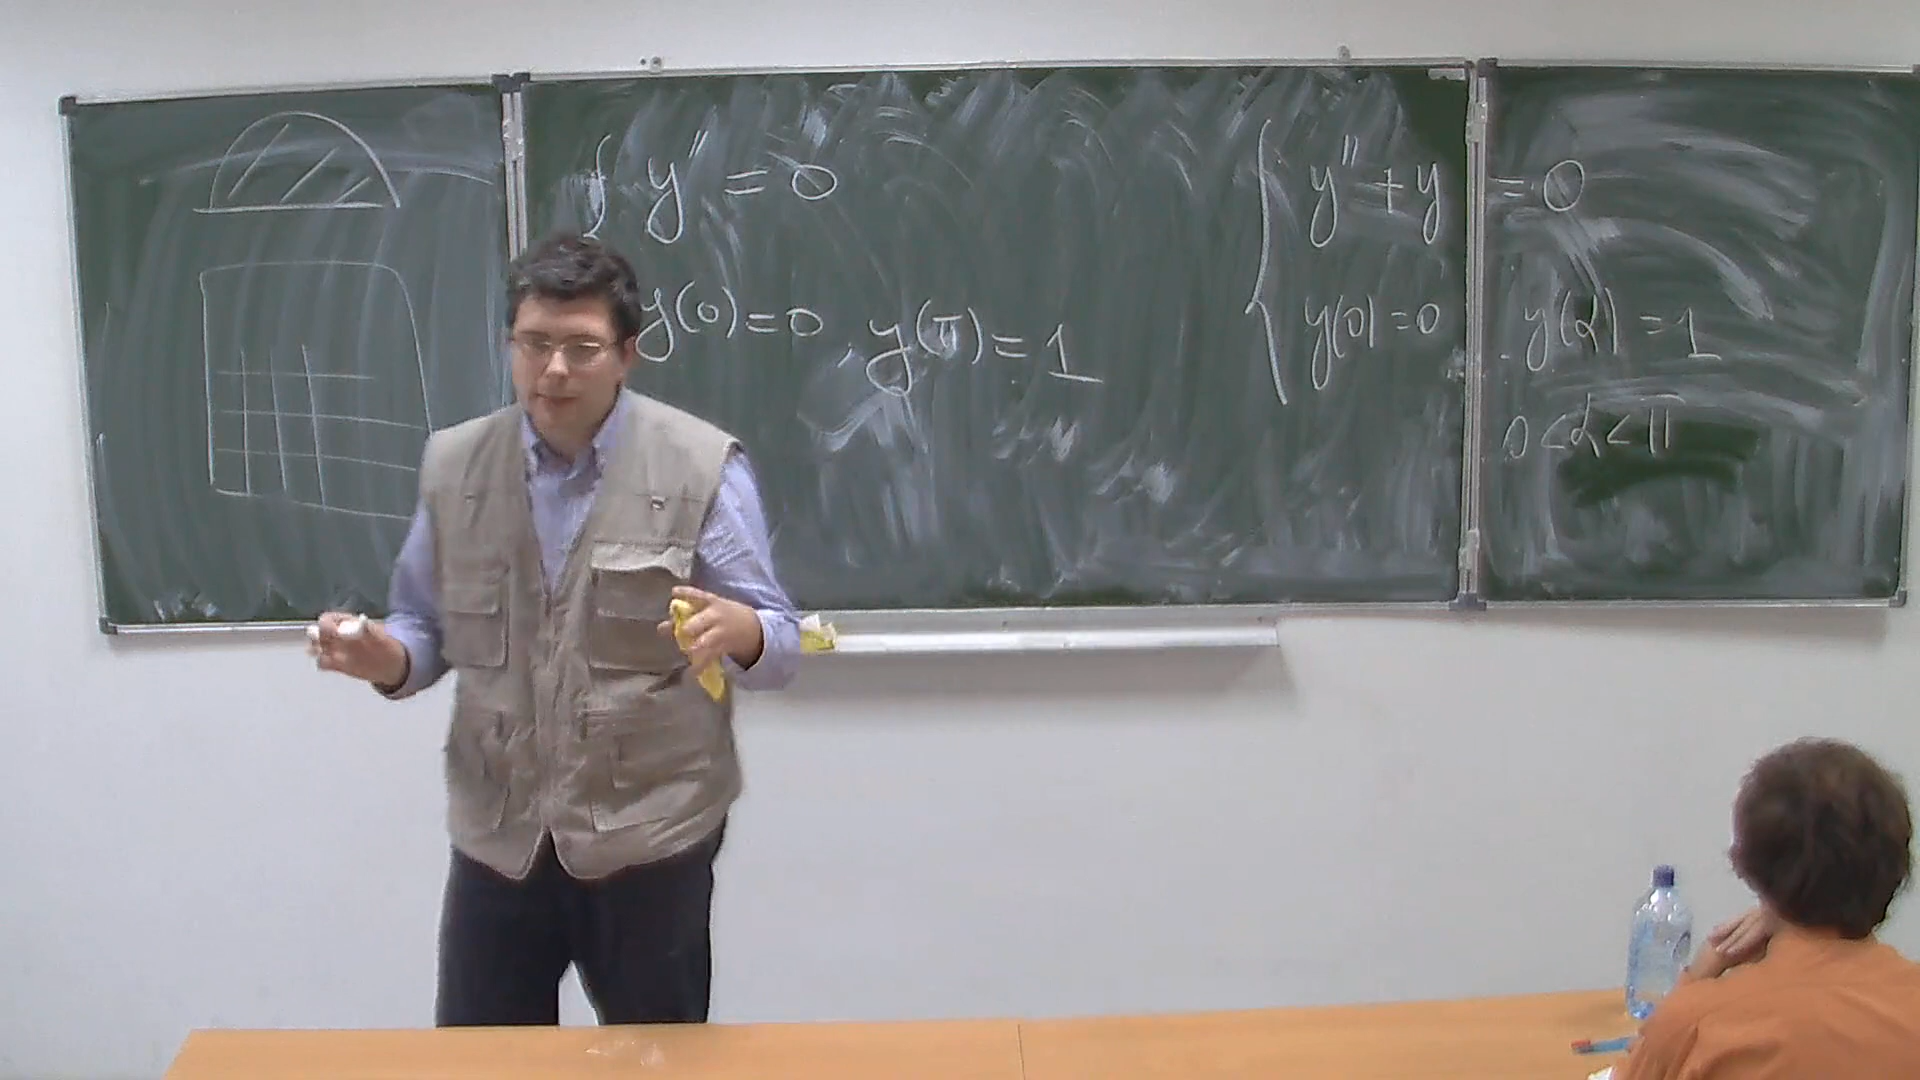 y'' = 0
y(0) = 0 y(π) = 1
y'' + y = 0
y(0) = 0 y(α) = 1
0 < α < π